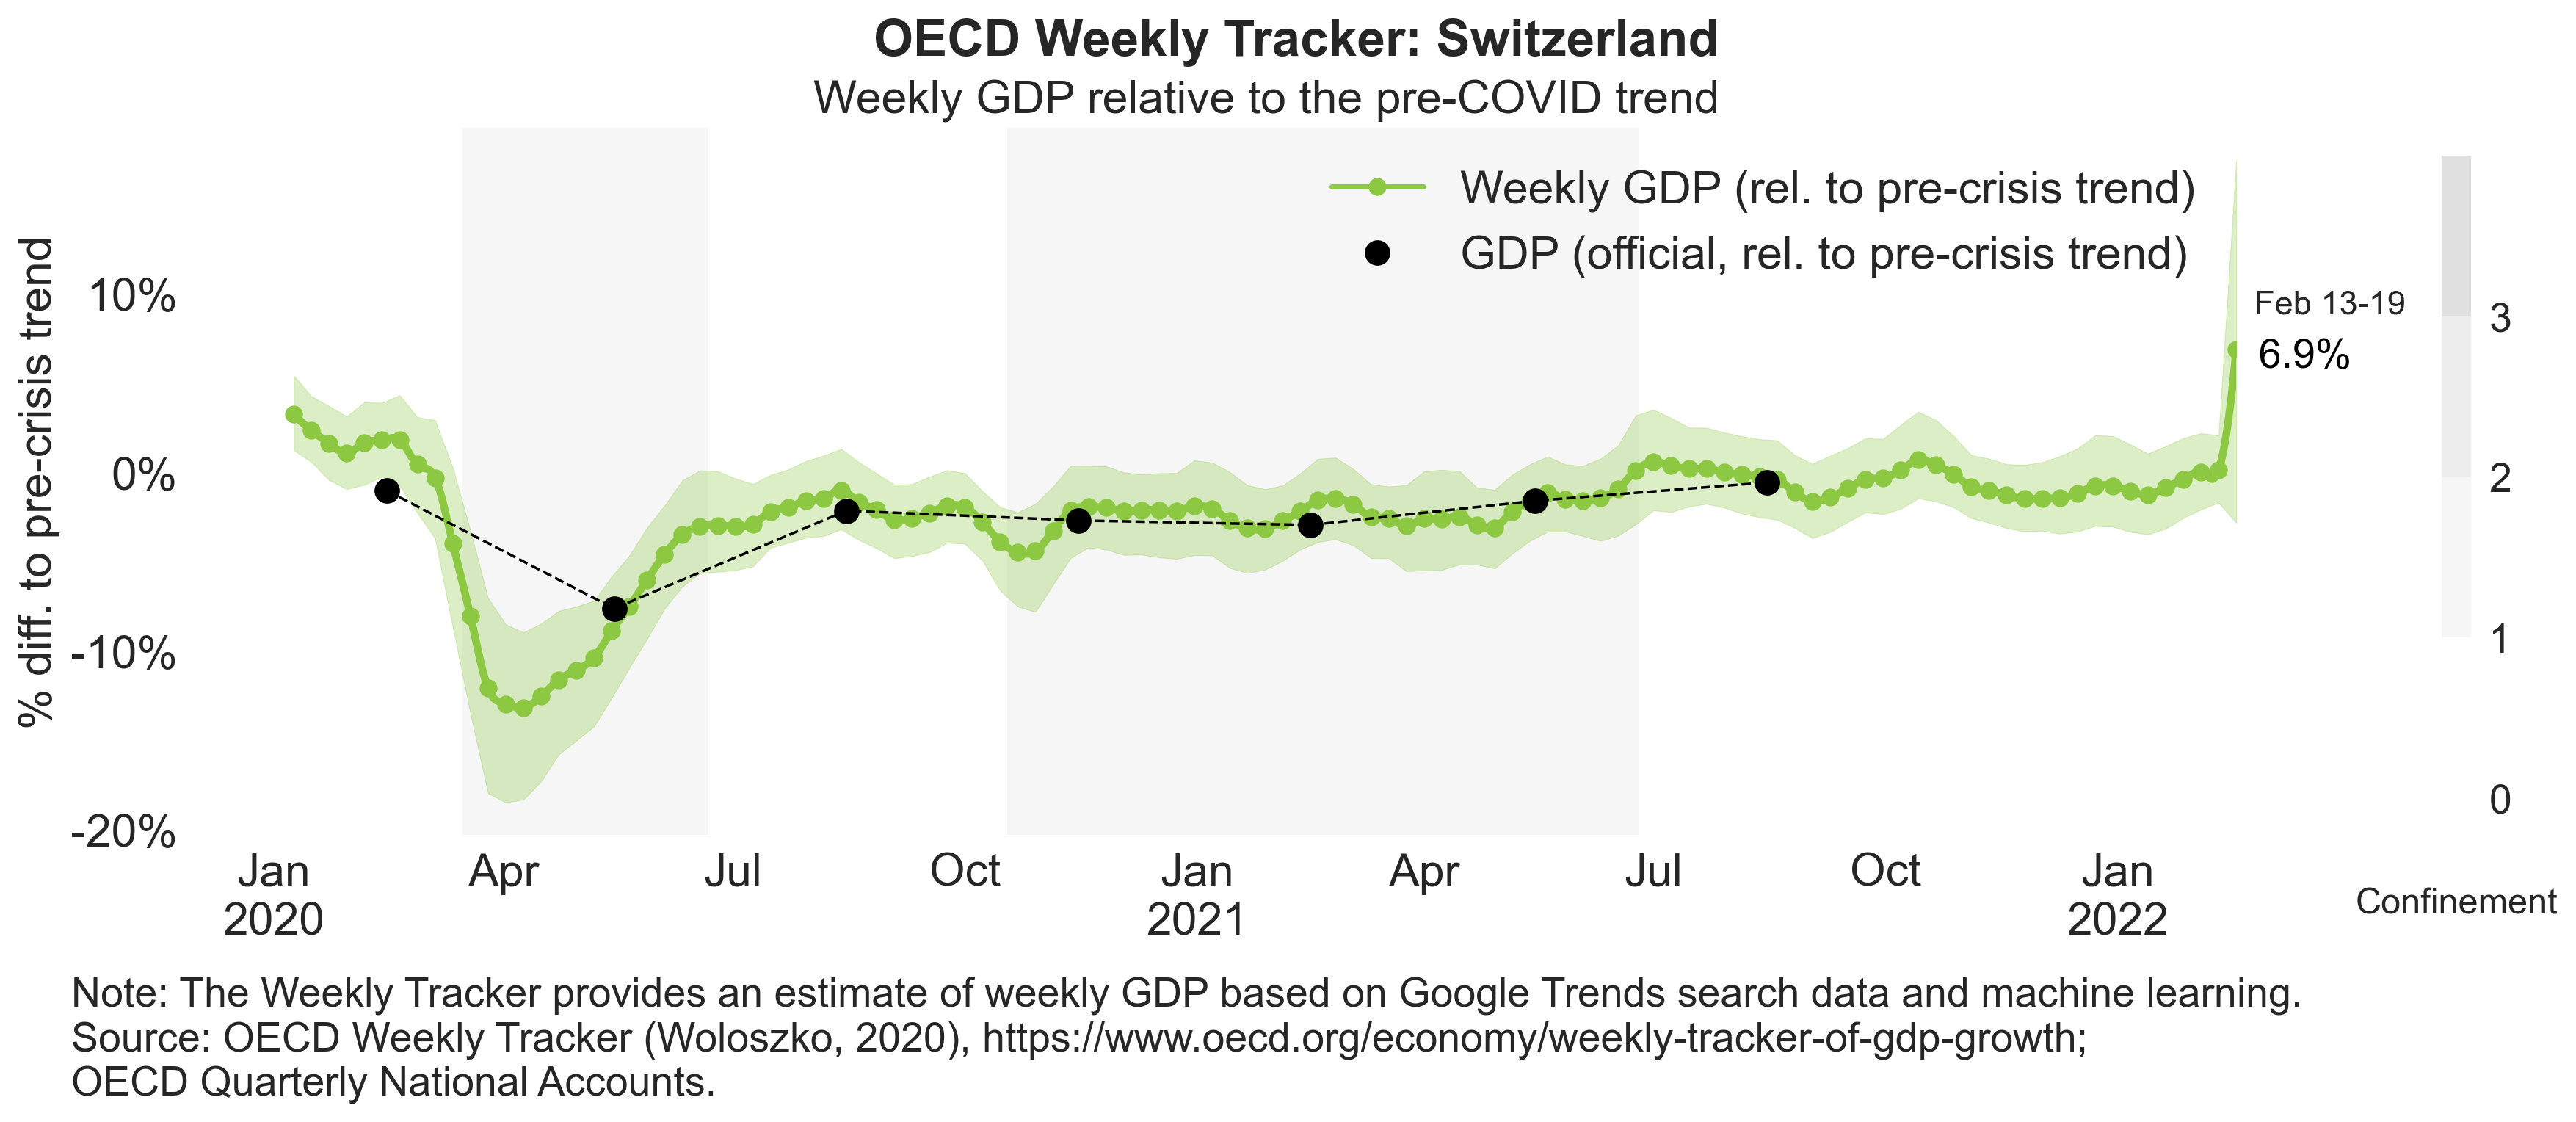 OECD Weekly Tracker: Switzerland
Weekly GDP relative to the pre-COVID trend
Weekly GDP (rel. to pre-crisis trend)
GDP (official, rel. to pre-crisis trend)
% diff. to pre-crisis trend
10%
0%
-10%
-20%
Feb 13-19
6.9%
3
2
1
0
Confinement
Jan
2020
Apr
Jul
Oct
Jan
2021
Apr
Jul
Oct
Jan
2022
Note: The Weekly Tracker provides an estimate of weekly GDP based on Google Trends search data and machine learning.
Source: OECD Weekly Tracker (Woloszko, 2020), https://www.oecd.org/economy/weekly-tracker-of-gdp-growth;
OECD Quarterly National Accounts.